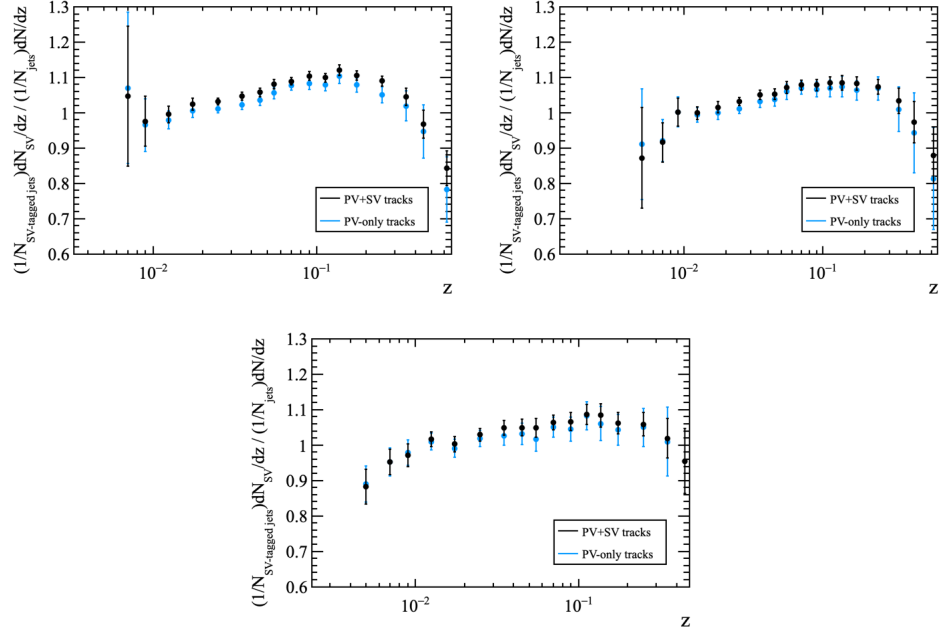 1.3
1.2
1.1
1
0.9
0.8
0.7
0.6
(1/N_SV-tagged jets)dN_SV/dz / (1/N_jets)dN/dz
PV+SV tracks
PV-only tracks
10⁻²
10⁻¹
z
1.3
1.2
1.1
1
0.9
0.8
0.7
0.6
(1/N_SV-tagged jets)dN_SV/dz / (1/N_jets)dN/dz
PV+SV tracks
PV-only tracks
10⁻²
10⁻¹
z
1.3
1.2
1.1
1
0.9
0.8
0.7
0.6
(1/N_SV-tagged jets)dN_SV/dz / (1/N_jets)dN/dz
PV+SV tracks
PV-only tracks
10⁻²
10⁻¹
z